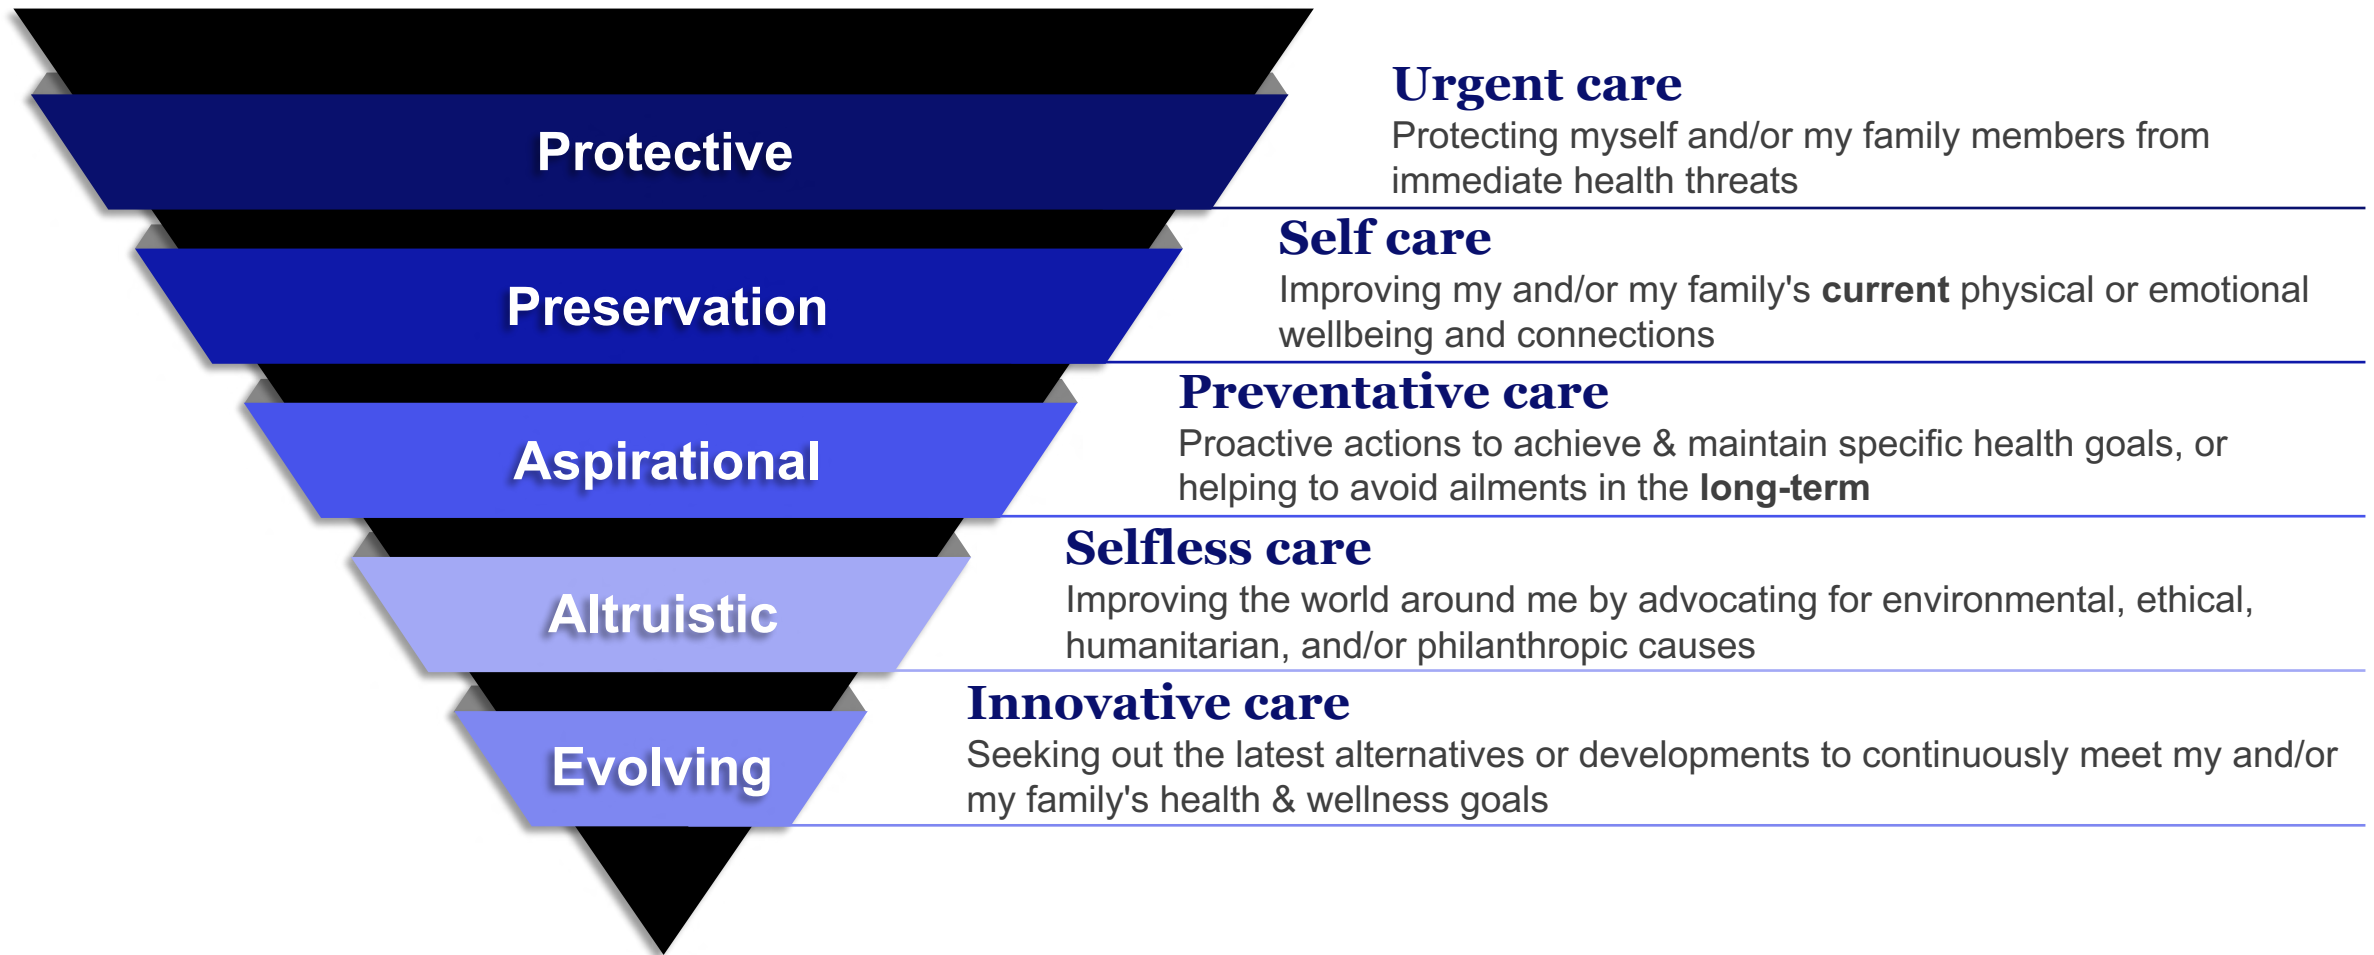 Protective
Urgent care
Protecting myself and/or my family members from
immediate health threats
Preservation
Self care
Improving my and/or my family's current physical or emotional
wellbeing and connections
Aspirational
Preventative care
Proactive actions to achieve & maintain specific health goals, or
helping to avoid ailments in the long-term
Altruistic
Selfless care
Improving the world around me by advocating for environmental, ethical,
humanitarian, and/or philanthropic causes
Evolving
Innovative care
Seeking out the latest alternatives or developments to continuously meet my and/or
my family's health & wellness goals